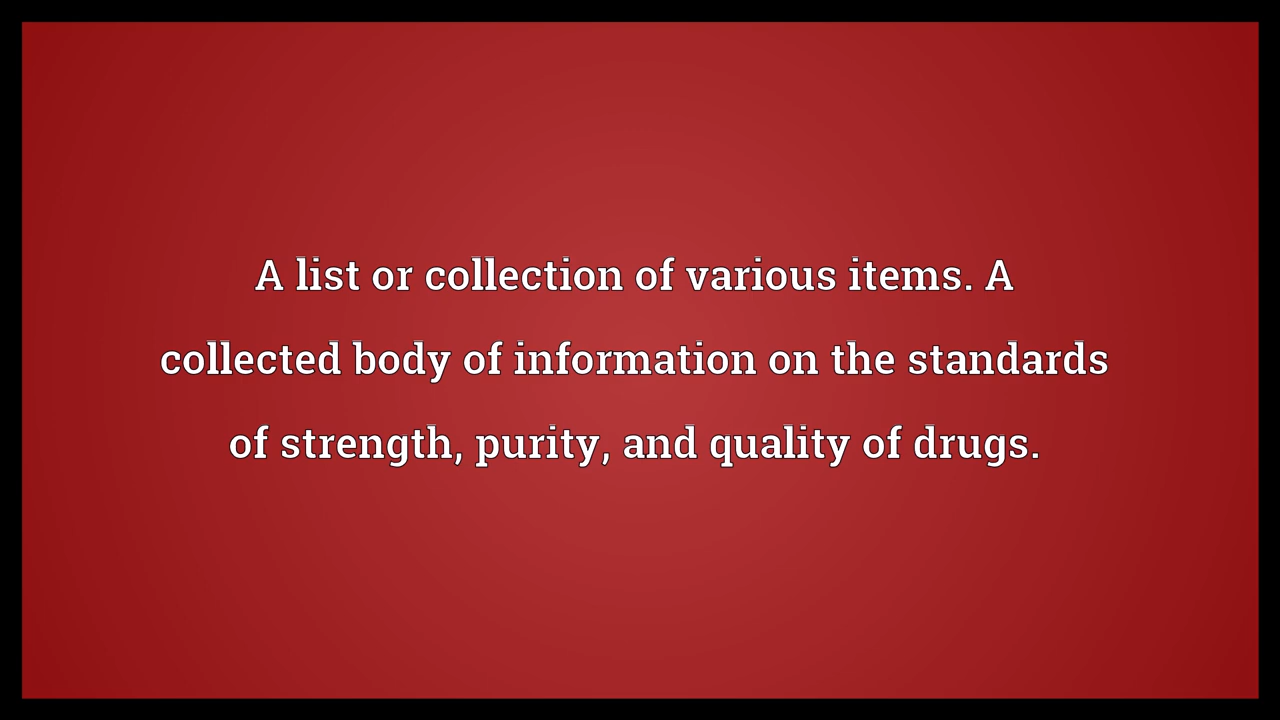 A list or collection of various items. A
collected body of information on the standards
of strength, purity, and quality of drugs.